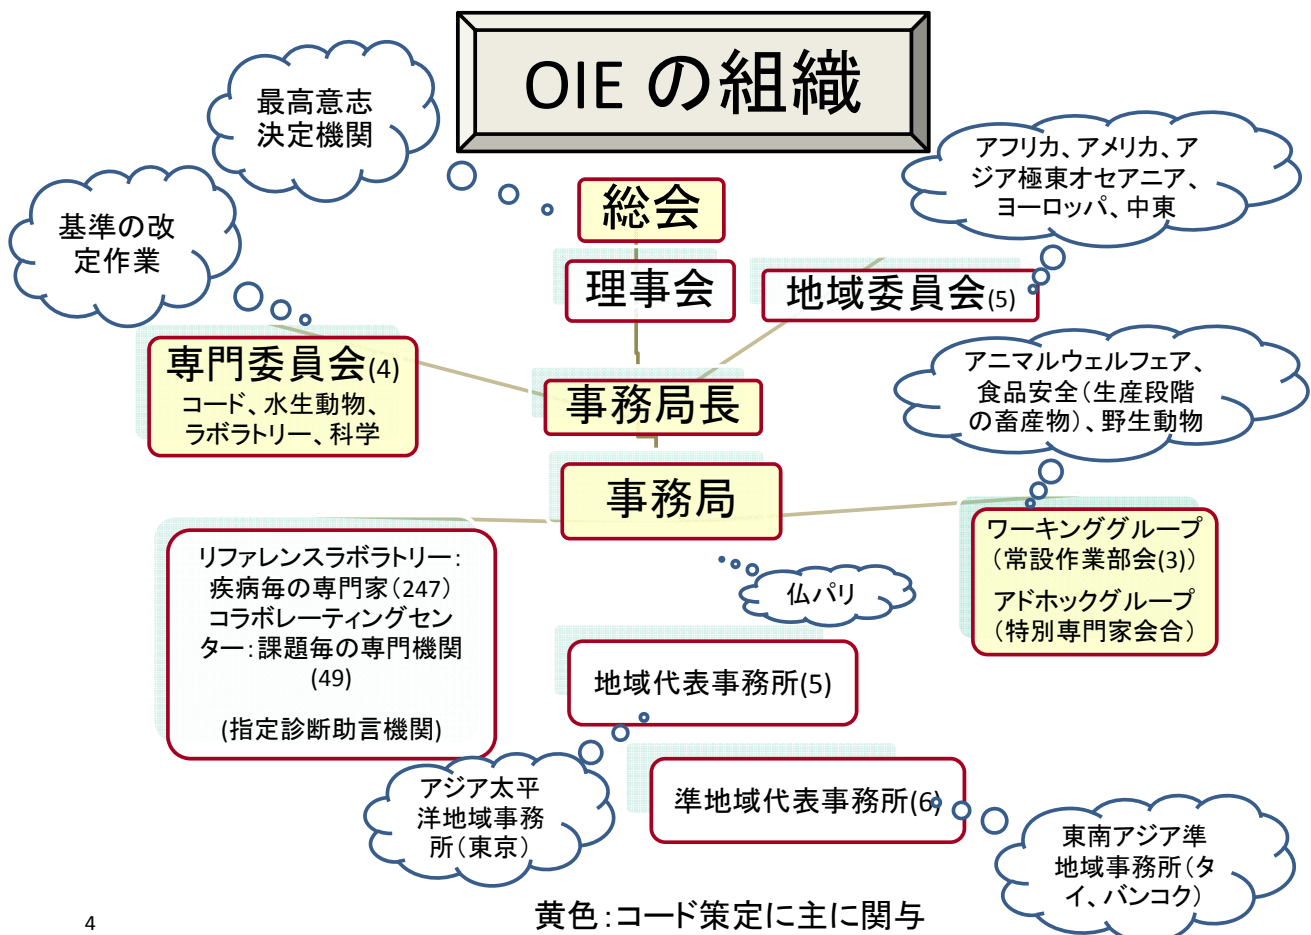 OIE の組織
最高意志
決定機関
アフリカ、アメリカ、ア
ジア極東オセアニア、
ヨーロッパ、中東
基準の改
定作業
総会
理事会
地域委員会(5)
専門委員会(4)
コード、水生動物、
ラボラトリー、科学
事務局長
アニマルウェルフェア、
食品安全（生産段階
の畜産物）、野生動物
事務局
リファレンスラボラトリー：
疾病毎の専門家（247）
コラボレーティングセン
ター：課題毎の専門機関
(49)
(指定診断助言機関)
仏パリ
ワーキンググループ
（常設作業部会(3)）
アドホックグループ
（特別専門家会合）
地域代表事務所(5)
準地域代表事務所(6)
アジア太平
洋地域事務
所（東京）
東南アジア準
地域事務所（タ
イ、バンコク）
黄色：コード策定に主に関与
4